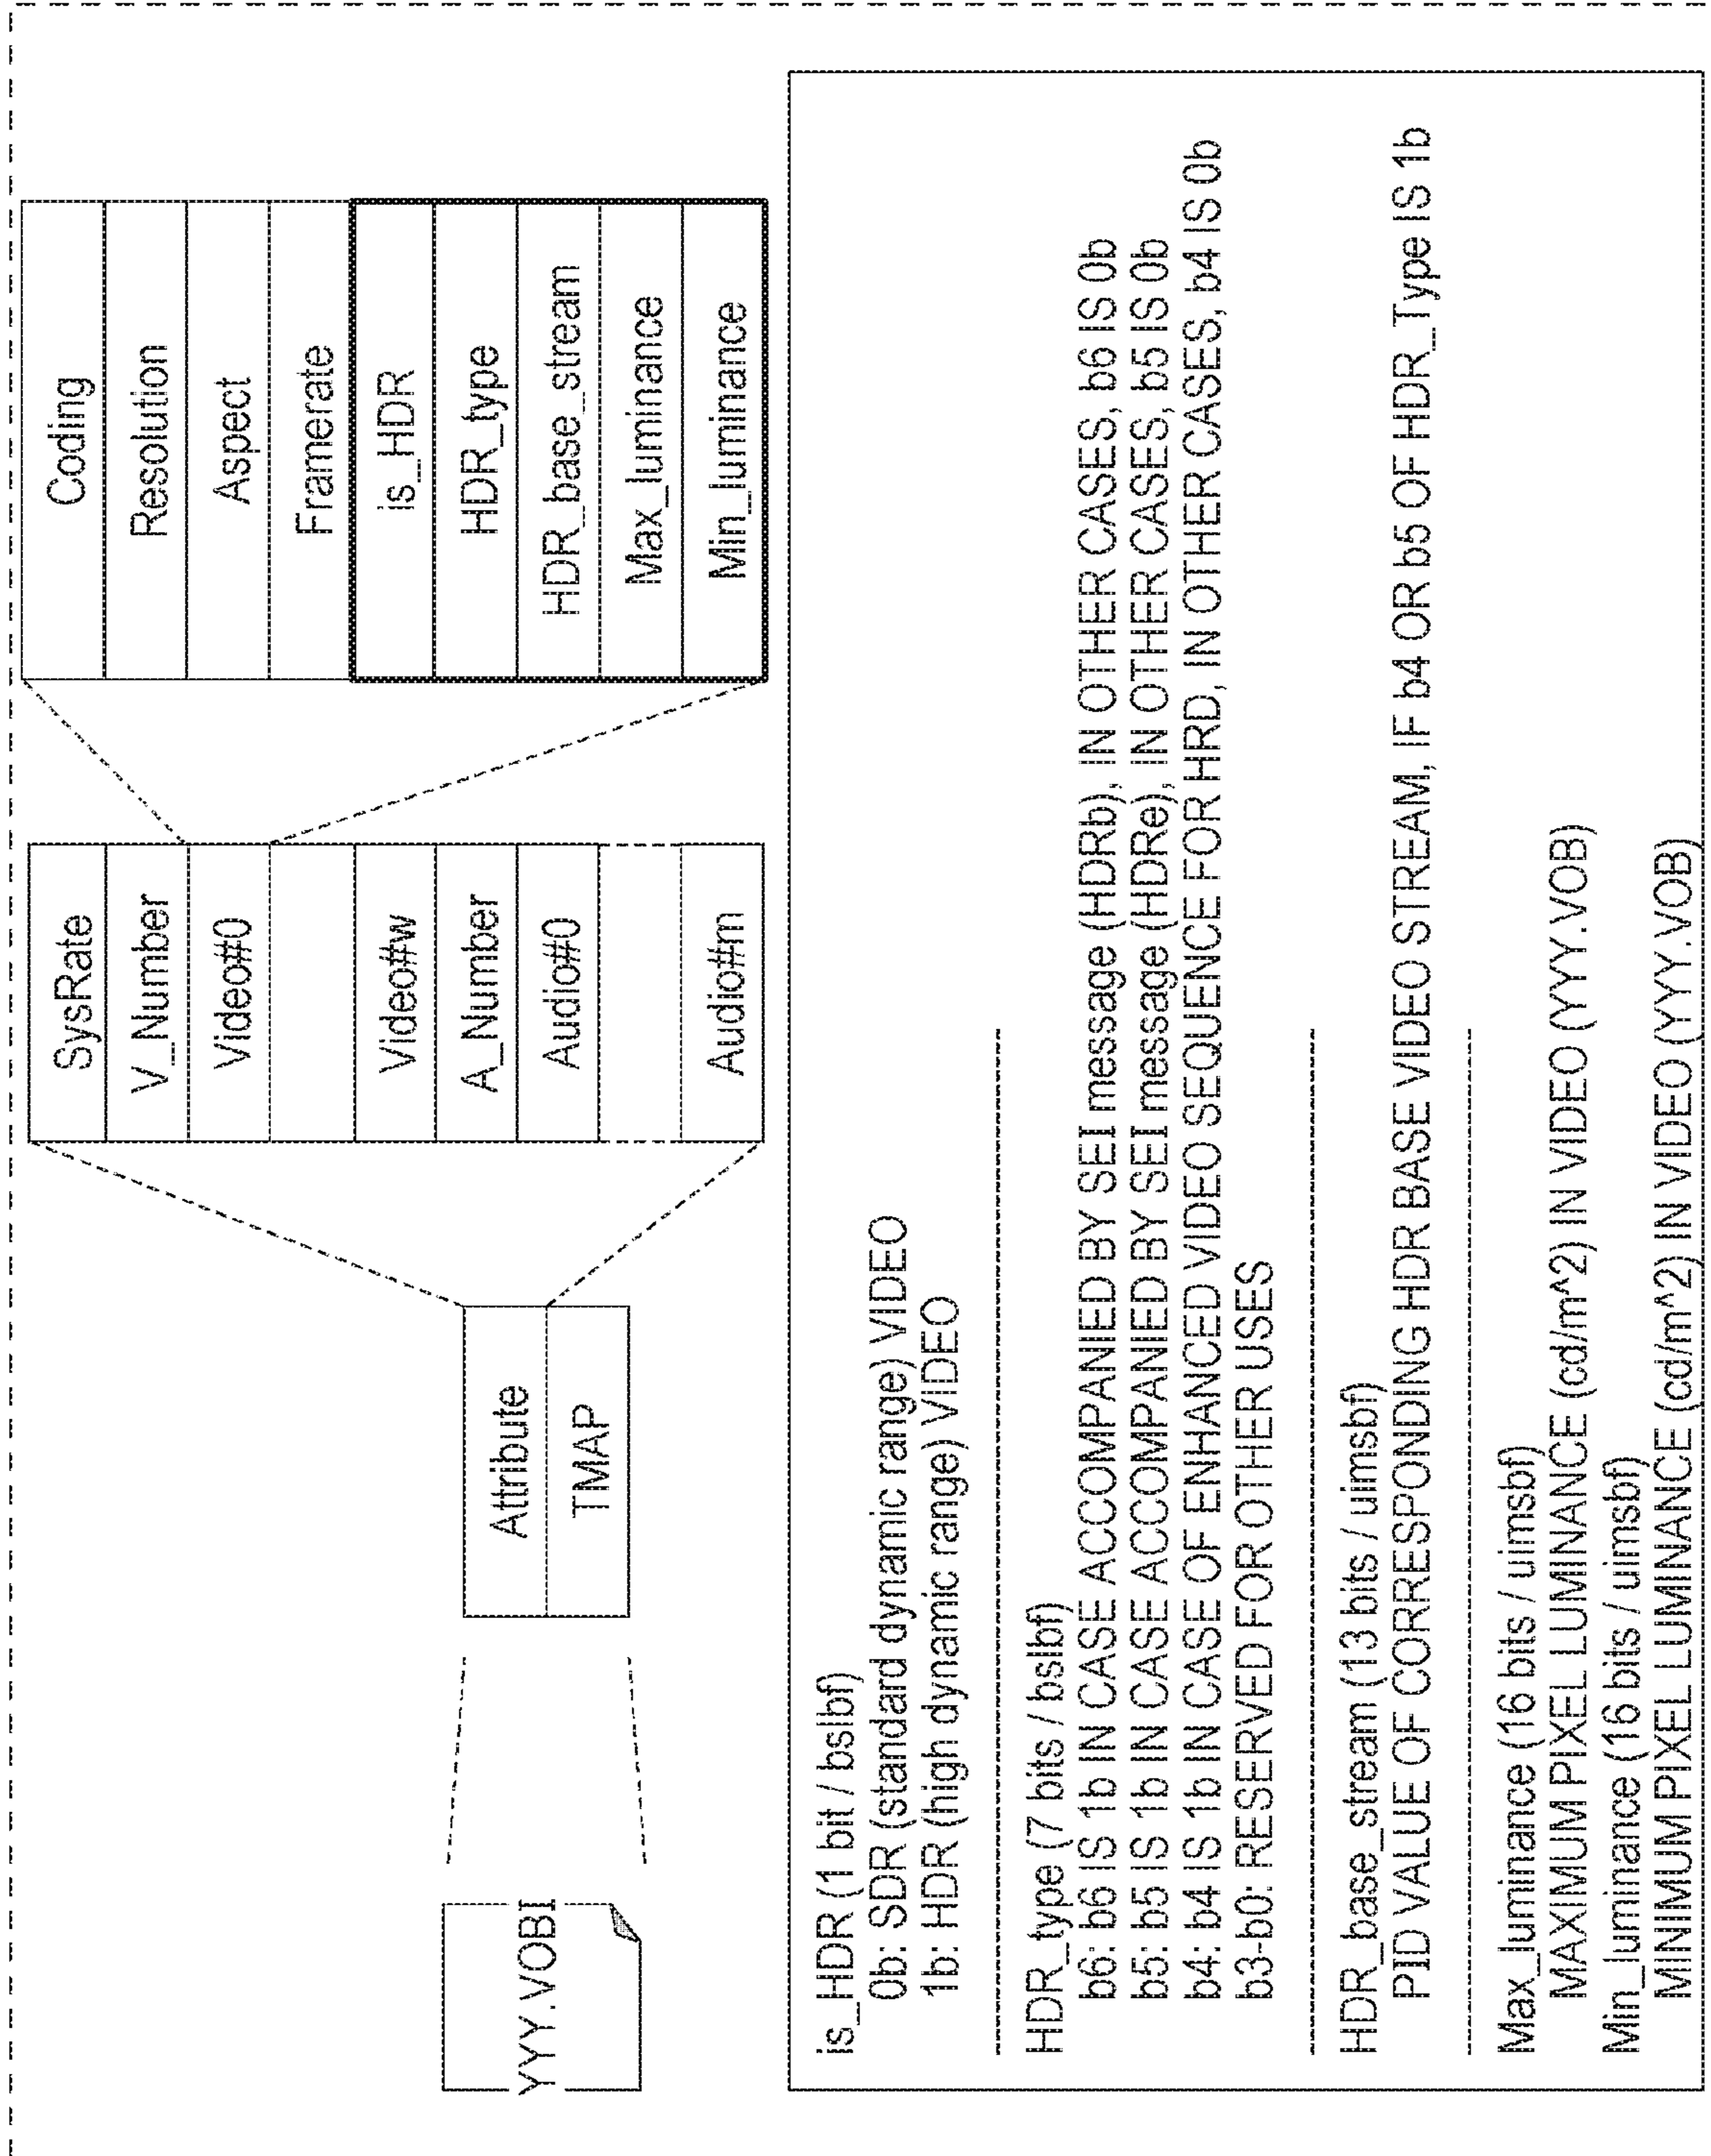 YYY.VOBI
Attribute
TMAP
SysRate
V_Number
Video#0
Video#w
A_Number
Audio#0
Audio#m
Coding
Resolution
Aspect
Framerate
is_HDR
HDR_type
HDR_base_stream
Max_luminance
Min_luminance
is_HDR (1 bit / bslbf)
0b: SDR (standard dynamic range) VIDEO
1b: HDR (high dynamic range) VIDEO
HDR_type (7 bits / bslbf)
b6: b6 IS 1b IN CASE ACCOMPANIED BY SEI message (HDRb), IN OTHER CASES, b6 IS 0b
b5: b5 IS 1b IN CASE ACCOMPANIED BY SEI message (HDRe), IN OTHER CASES, b5 IS 0b
b4: b4 IS 1b IN CASE OF ENHANCED VIDEO SEQUENCE FOR HRD, IN OTHER CASES, b4 IS 0b
b3-b0: RESERVED FOR OTHER USES
HDR_base_stream (13 bits / uimsbf)
PID VALUE OF CORRESPONDING HDR BASE VIDEO STREAM, IF b4 OR b5 OF HDR_Type IS 1b
Max_luminance (16 bits / uimsbf)
MAXIMUM PIXEL LUMINANCE (cd/m^2) IN VIDEO (YYY.VOB)
Min_luminance (16 bits / uimsbf)
MINIMUM PIXEL LUMINANCE (cd/m^2) IN VIDEO (YYY.VOB)